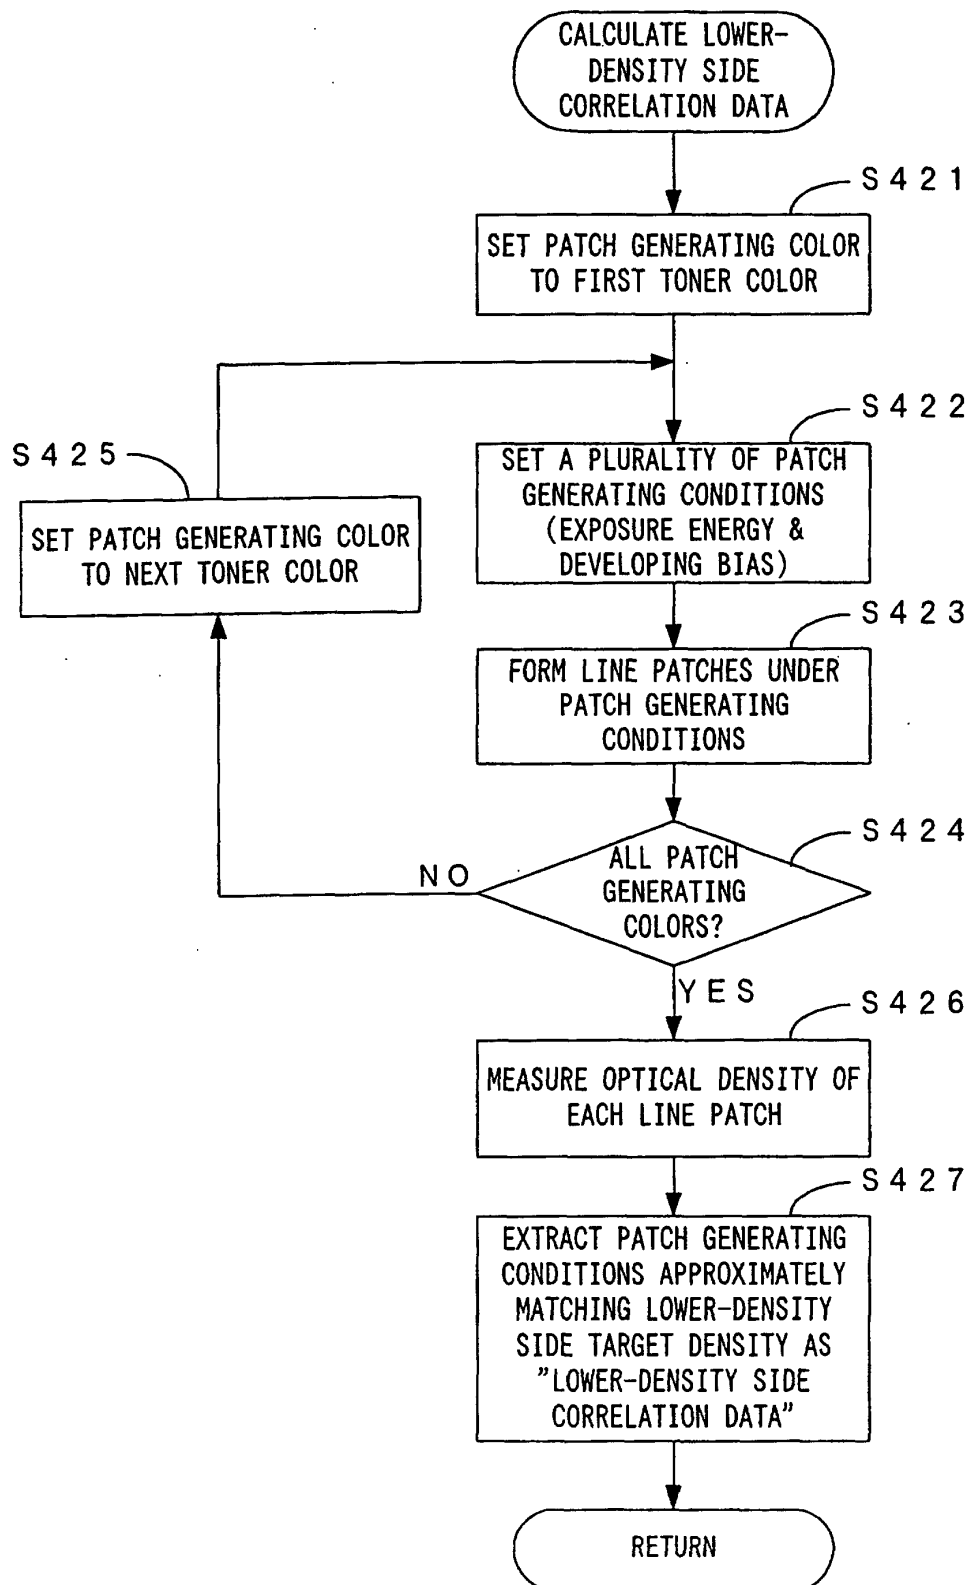 CALCULATE LOWER-
DENSITY SIDE
CORRELATION DATA
S421
SET PATCH GENERATING COLOR
TO FIRST TONER COLOR
S422
SET A PLURALITY OF PATCH
GENERATING CONDITIONS
(EXPOSURE ENERGY &
DEVELOPING BIAS)
S425
SET PATCH GENERATING COLOR
TO NEXT TONER COLOR
S423
FORM LINE PATCHES UNDER
PATCH GENERATING
CONDITIONS
S424
ALL PATCH
GENERATING
COLORS?
NO
YES
S426
MEASURE OPTICAL DENSITY OF
EACH LINE PATCH
S427
EXTRACT PATCH GENERATING
CONDITIONS APPROXIMATELY
MATCHING LOWER-DENSITY
SIDE TARGET DENSITY AS
"LOWER-DENSITY SIDE
CORRELATION DATA"
RETURN